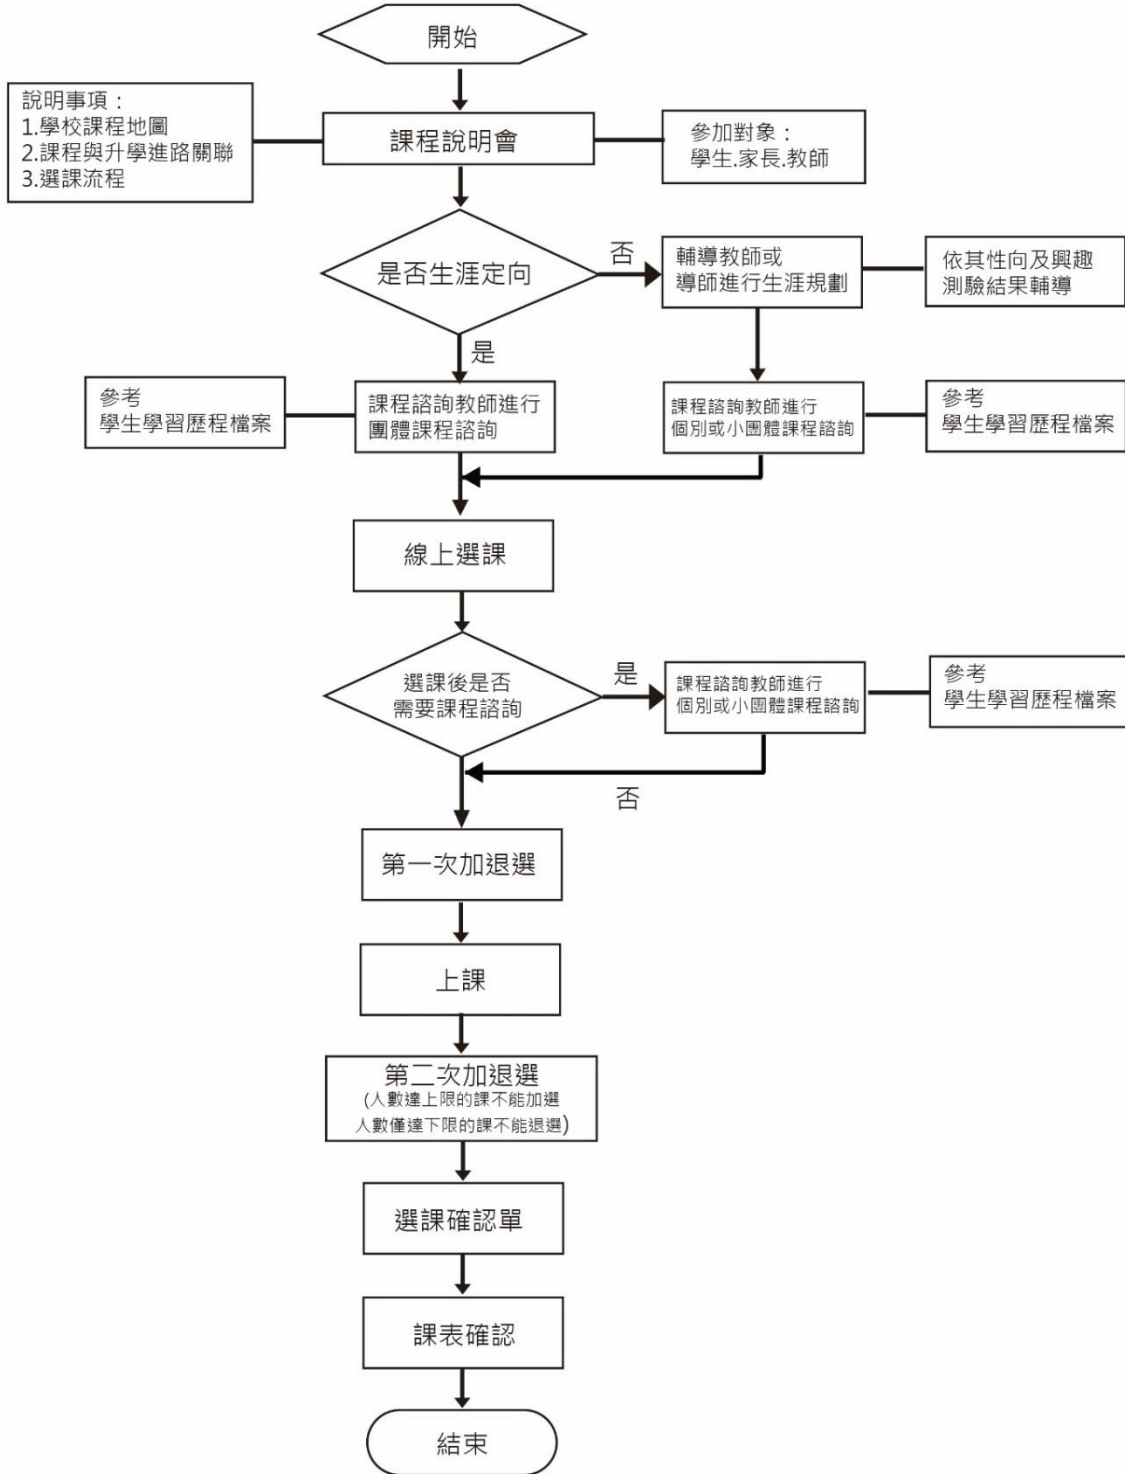 開始
說明事項：
1.學校課程地圖
2.課程與升學進路關聯
3.選課流程
課程說明會
參加對象：
學生.家長.教師
是否生涯定向
否
輔導教師或
導師進行生涯規劃
依其性向及興趣
測驗結果輔導
是
參考
學生學習歷程檔案
課程諮詢教師進行
團體課程諮詢
課程諮詢教師進行
個別或小團體課程諮詢
參考
學生學習歷程檔案
線上選課
選課後是否
需要課程諮詢
是
課程諮詢教師進行
個別或小團體課程諮詢
參考
學生學習歷程檔案
否
第一次加退選
上課
第二次加退選
(人數達上限的課不能加選
人數僅達下限的課不能退選)
選課確認單
課表確認
結束